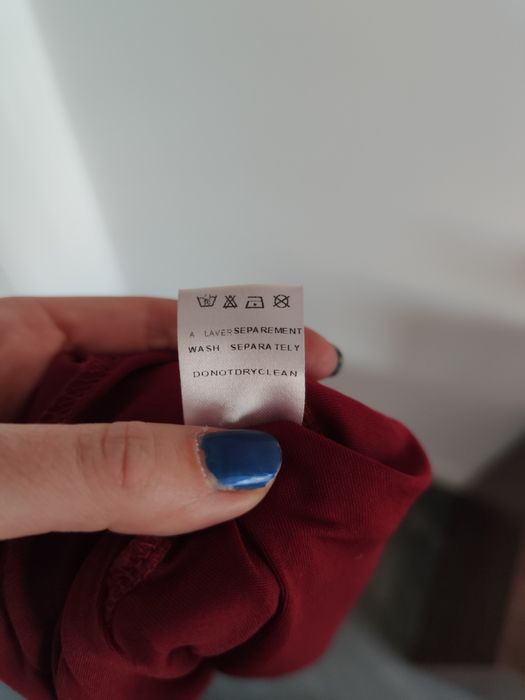 A LAVER SEPAREMENT
WASH SEPARATELY
DONOTDRYCLEAN